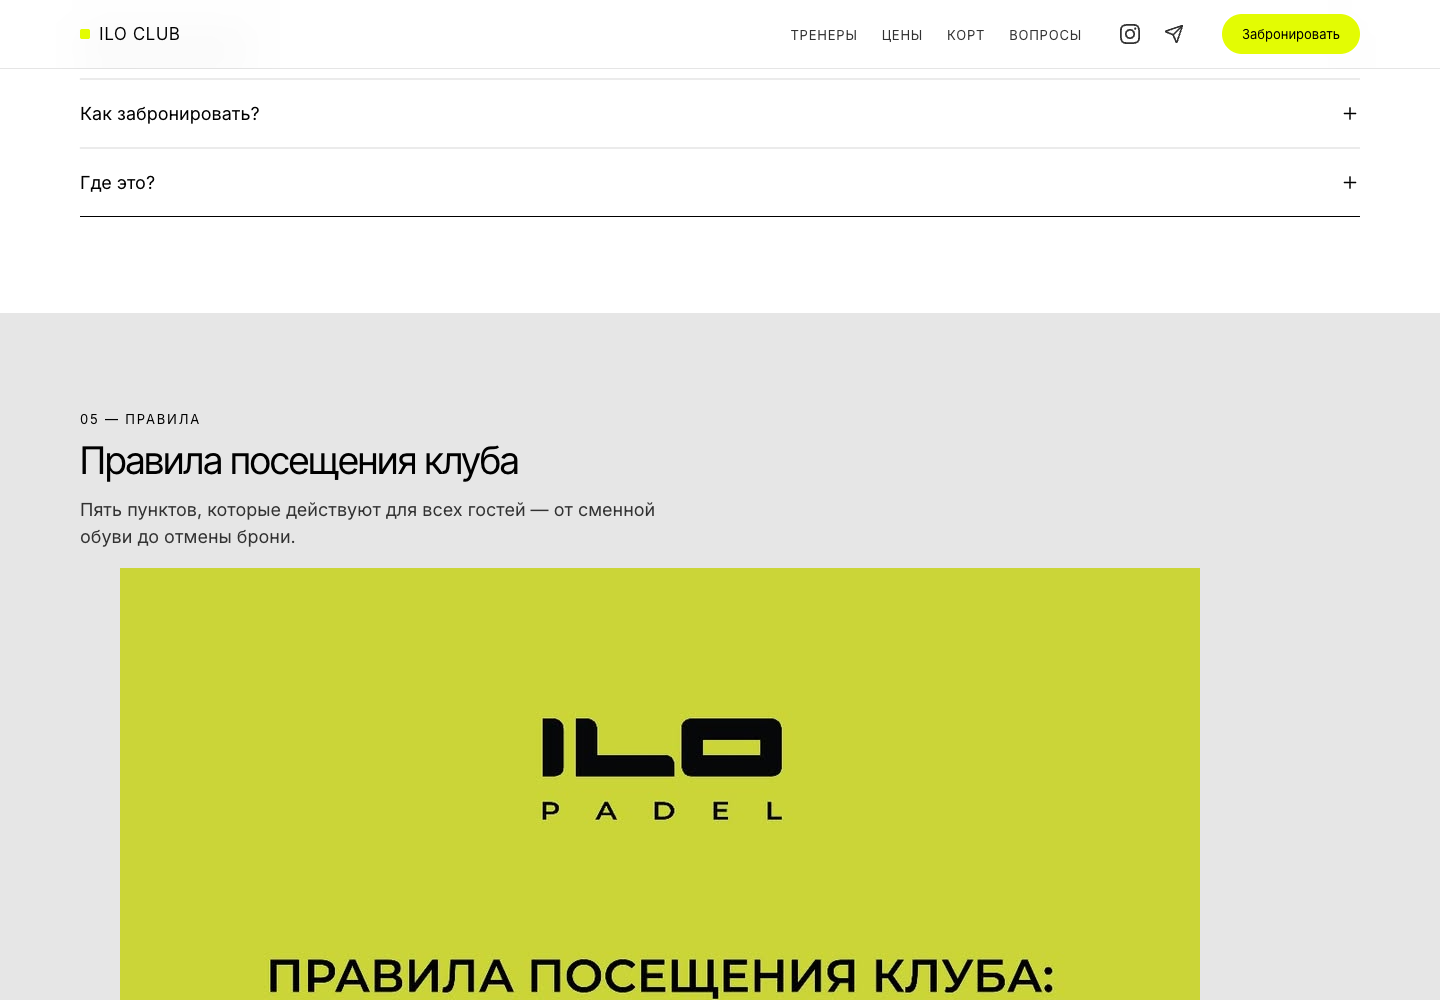 ILO CLUB
ТРЕНЕРЫ ЦЕНЫ КОРТ ВОПРОСЫ
Забронировать
Как забронировать?
Где это?
05 — ПРАВИЛА
Правила посещения клуба
Пять пунктов, которые действуют для всех гостей — от сменной
обуви до отмены брони.
ILO
PADEL
ПРАВИЛА ПОСЕЩЕНИЯ КЛУБА: